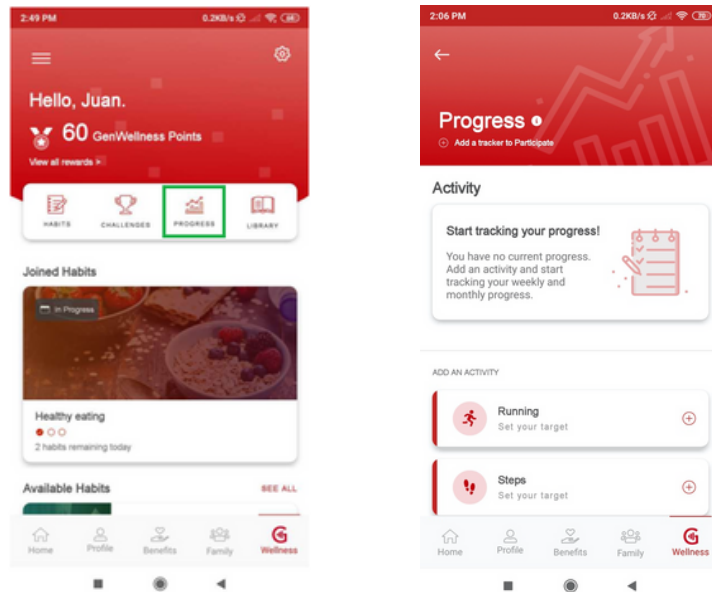 2:49 PM
0.2KB/s
68
Hello, Juan.
60 GenWellness Points
View all rewards >
HABITS
CHALLENGES
PROGRESS
LIBRARY
Joined Habits
In Progress
Healthy eating
2 habits remaining today
Available Habits
SEE ALL
Home
Profile
Benefits
Family
Wellness
2:06 PM
0.2KB/s
Progress
Add a tracker to Participate
Activity
Start tracking your progress!
You have no current progress.
Add an activity and start
tracking your weekly and
monthly progress.
ADD AN ACTIVITY
Running
Set your target
Steps
Set your target
Home
Profile
Benefits
Family
Wellness